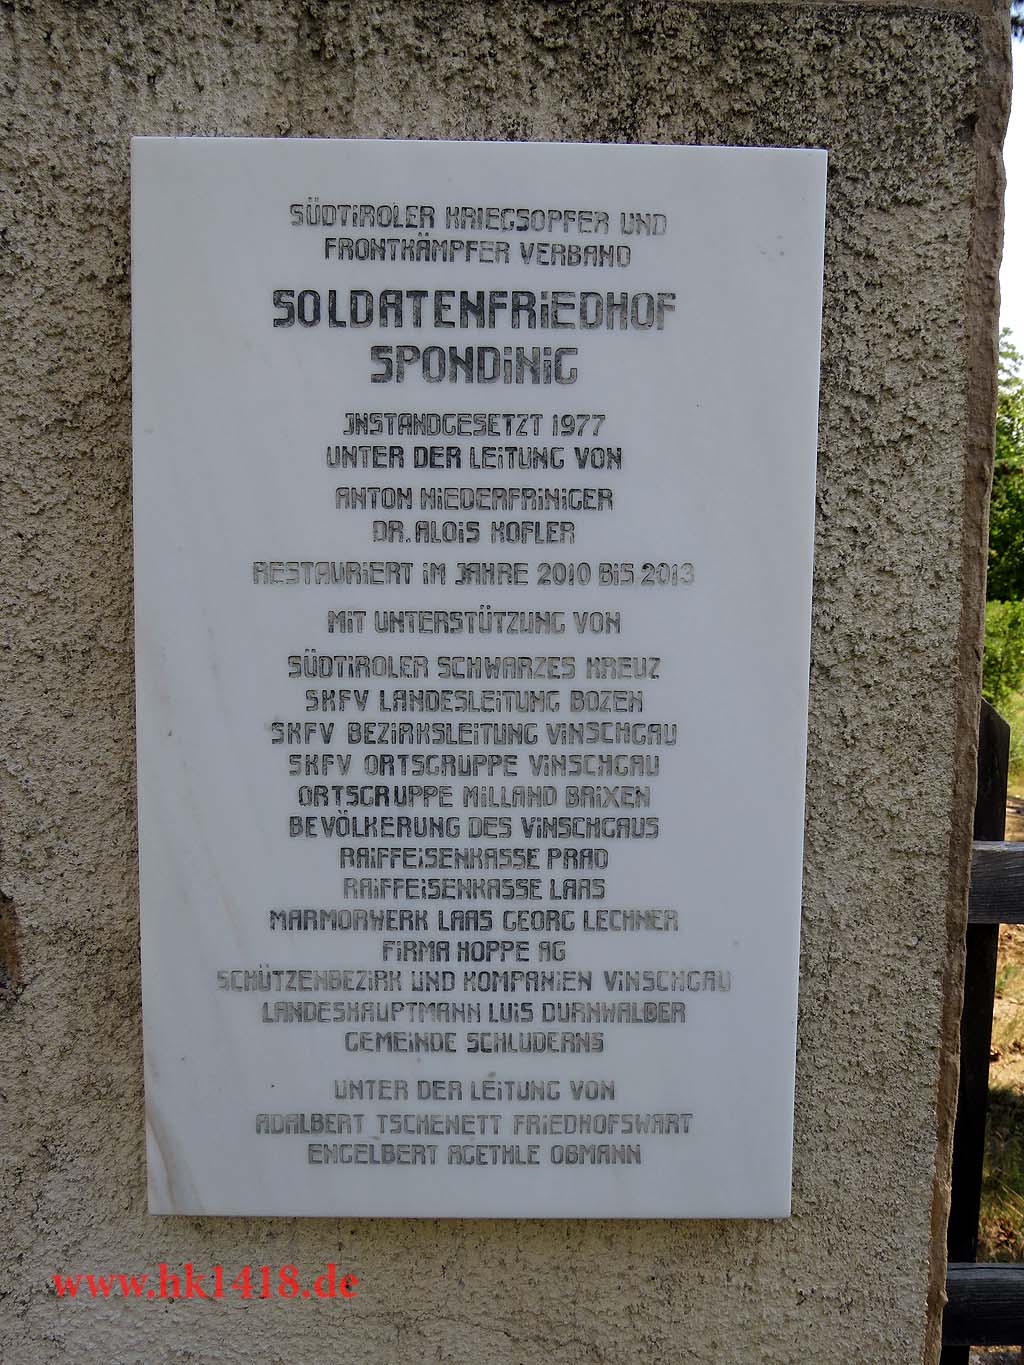 SÜDTiROLER KRiEGSOPFER UND
FRONTKÄMPFER VERBAND
SOLDATENFRiEDHOF
SPONDiNiG
JNSTANDGESETZT 1977
UNTER DER LEiTUNG VON
ANTON NiEDERFRiNiGER
DR. ALOiS KOFLER
RESTAURiERT iM JAHRE 2010 BiS 2013
MiT UNTERSTÜTZUNG VON
SÜDTiROLER SCHWARZES KREUZ
SKFV LANDESLEiTUNG BOZEN
SKFV BEZiRKSLEiTUNG ViNSCHGAU
SKFV ORTSGRUPPE ViNSCHGAU
ORTSGRUPPE MiLLAND BRiXEN
BEVÖLKERUNG DES ViNSCHGAUS
RAiFFEiSENKASSE PRAD
RAiFFEiSENKASSE LAAS
MARMORWERK LAAS GEORG LECHNER
FiRMA HOPPE AG
SCHÜTZENBEZiRK UND KOMPANiEN ViNSCHGAU
LANDESHAUPTMANN LUiS DURNWALDER
GEMEiNDE SCHLUDERNS
UNTER DER LEiTUNG VON
ADALBERT TSCHENETT FRiEDHOFSWART
ENGELBERT AGETHLE OBMANN
www.hk1418.de